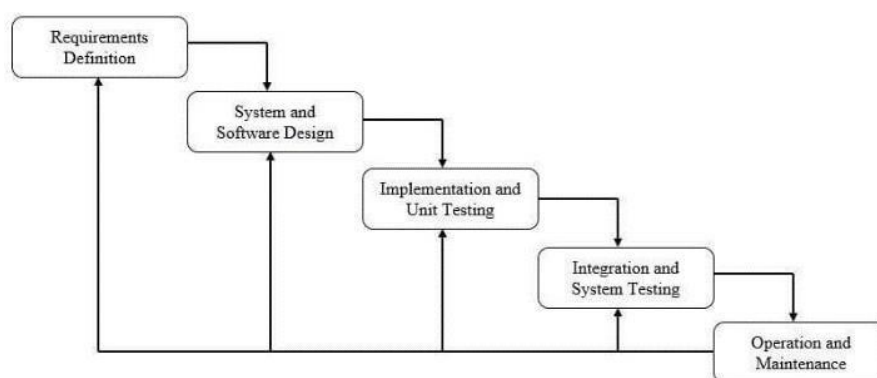 Requirements
Definition
System and
Software Design
Implementation and
Unit Testing
Integration and
System Testing
Operation and
Maintenance